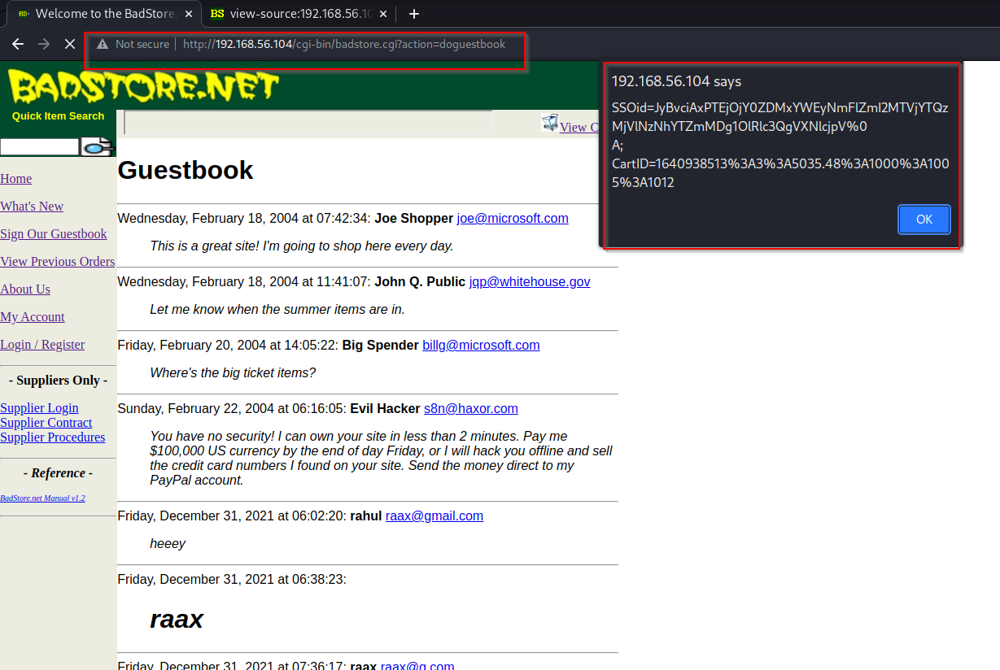 BS Welcome to the BadStore. × BS view-source:192.168.56.10 × +
Not secure | http://192.168.56.104/cgi-bin/badstore.cgi?action=doguestbook
BADSTORE.NET
Quick Item Search
View C
192.168.56.104 says
SSOid=JyBvciAxPTEjOjY0ZDMxYWEyNmFlZmI2MTVjYTQz
MjVlNzNhYTZmMDg1OlRlc3QgVXNlcjpV%0
A;
CartID=1640938513%3A3%3A5035.48%3A1000%3A100
5%3A1012
OK
Home
What's New
Sign Our Guestbook
View Previous Orders
About Us
My Account
Login / Register
- Suppliers Only -
Supplier Login
Supplier Contract
Supplier Procedures
- Reference -
BadStore.net Manual v1.2
Guestbook
Wednesday, February 18, 2004 at 07:42:34: Joe Shopper joe@microsoft.com
This is a great site! I'm going to shop here every day.
Wednesday, February 18, 2004 at 11:41:07: John Q. Public jqp@whitehouse.gov
Let me know when the summer items are in.
Friday, February 20, 2004 at 14:05:22: Big Spender billg@microsoft.com
Where's the big ticket items?
Sunday, February 22, 2004 at 06:16:05: Evil Hacker s8n@haxor.com
You have no security! I can own your site in less than 2 minutes. Pay me
$100,000 US currency by the end of day Friday, or I will hack you offline and sell
the credit card numbers I found on your site. Send the money direct to my
PayPal account.
Friday, December 31, 2021 at 06:02:20: rahul raax@gmail.com
heeey
Friday, December 31, 2021 at 06:38:23:
raax
Friday, December 31, 2021 at 07:36:17: raax raax@g.com